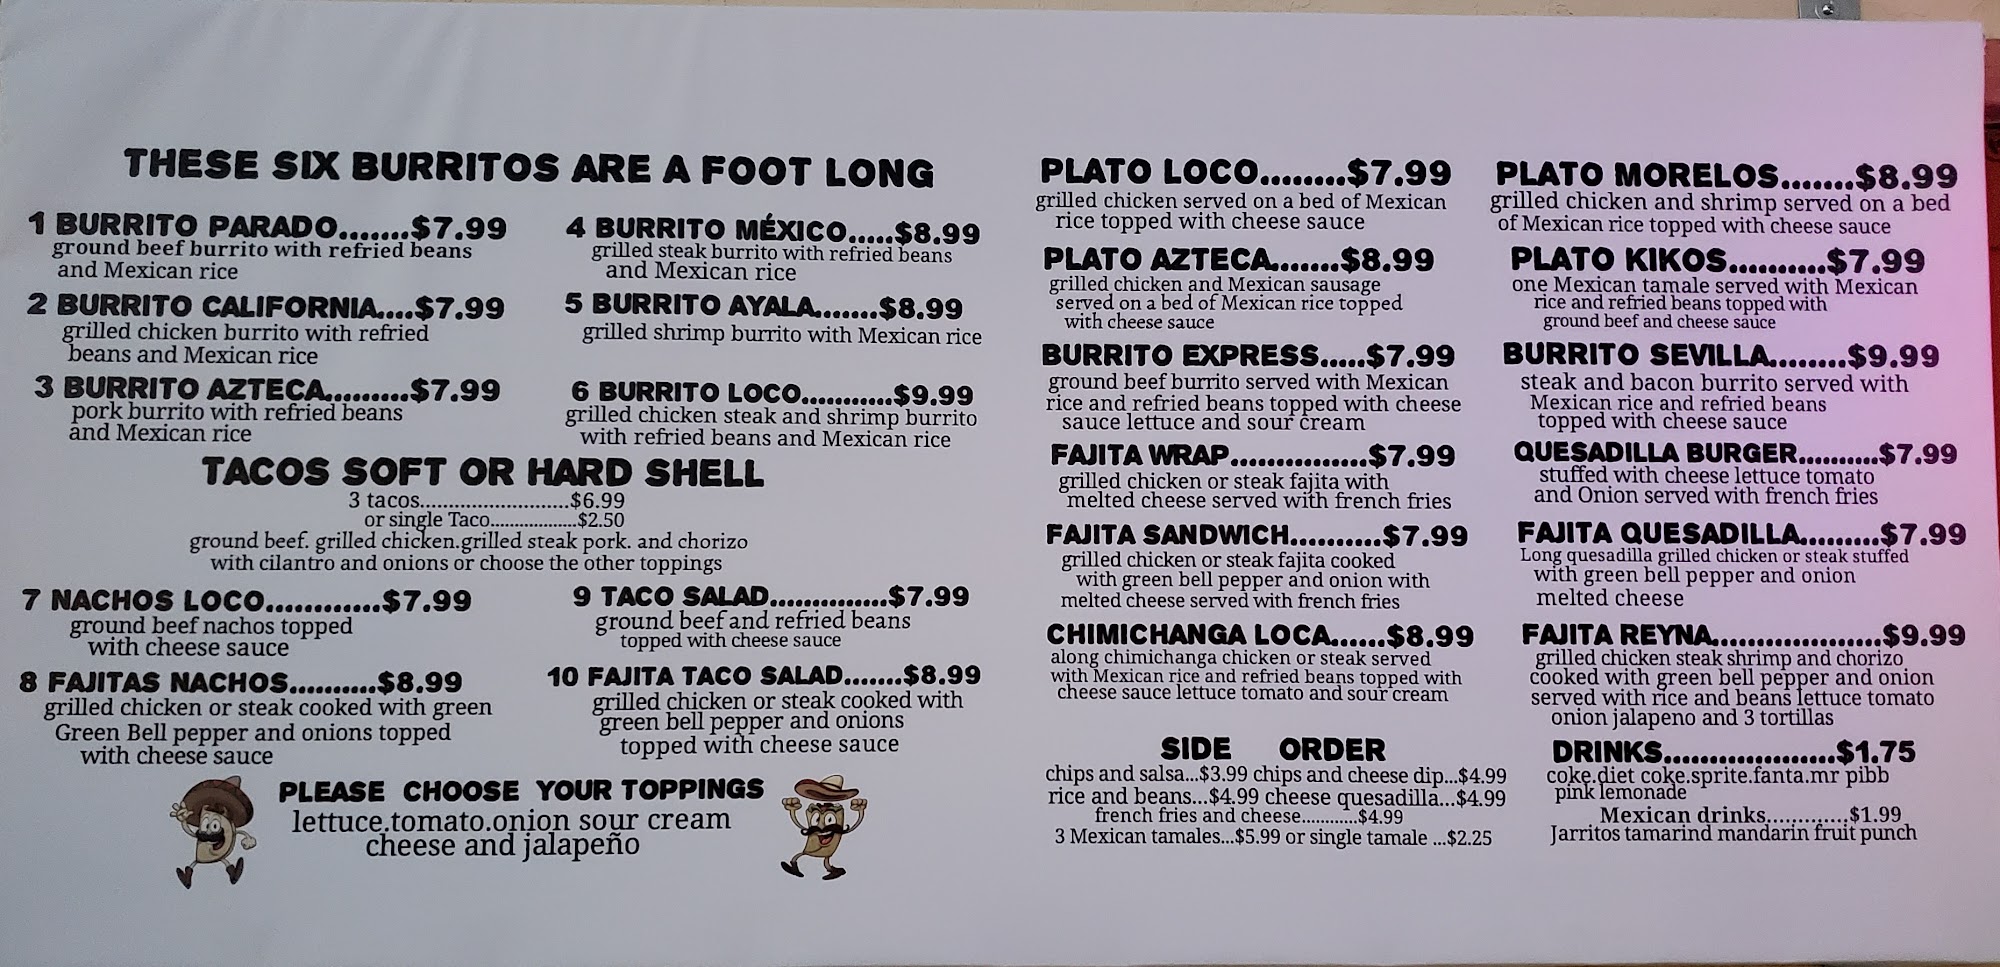 THESE SIX BURRITOS ARE A FOOT LONG
1 BURRITO PARADO.......$7.99
ground beef burrito with refried beans
and Mexican rice
2 BURRITO CALIFORNIA....$7.99
grilled chicken burrito with refried
beans and Mexican rice
3 BURRITO AZTECA.........$7.99
pork burrito with refried beans
and Mexican rice
4 BURRITO MÉXICO.....$8.99
grilled steak burrito with refried beans
and Mexican rice
5 BURRITO AYALA.......$8.99
grilled shrimp burrito with Mexican rice
6 BURRITO LOCO...........$9.99
grilled chicken steak and shrimp burrito
with refried beans and Mexican rice
TACOS SOFT OR HARD SHELL
3 tacos..........................$6.99
or single Taco..................$2.50
ground beef. grilled chicken.grilled steak pork. and chorizo
with cilantro and onions or choose the other toppings
7 NACHOS LOCO............$7.99
ground beef nachos topped
with cheese sauce
8 FAJITAS NACHOS..........$8.99
grilled chicken or steak cooked with green
Green Bell pepper and onions topped
with cheese sauce
9 TACO SALAD..............$7.99
ground beef and refried beans
topped with cheese sauce
10 FAJITA TACO SALAD.......$8.99
grilled chicken or steak cooked with
green bell pepper and onions
topped with cheese sauce
PLEASE CHOOSE YOUR TOPPINGS
lettuce.tomato.onion sour cream
cheese and jalapeño
PLATO LOCO........$7.99
grilled chicken served on a bed of Mexican
rice topped with cheese sauce
PLATO AZTECA.......$8.99
grilled chicken and Mexican sausage
served on a bed of Mexican rice topped
with cheese sauce
BURRITO EXPRESS.....$7.99
ground beef burrito served with Mexican
rice and refried beans topped with cheese
sauce lettuce and sour cream
FAJITA WRAP...............$7.99
grilled chicken or steak fajita with
melted cheese served with french fries
FAJITA SANDWICH..........$7.99
grilled chicken or steak fajita cooked
with green bell pepper and onion with
melted cheese served with french fries
CHIMICHANGA LOCA......$8.99
along chimichanga chicken or steak served
with Mexican rice and refried beans topped with
cheese sauce lettuce tomato and sour cream
SIDE ORDER
chips and salsa...$3.99 chips and cheese dip...$4.99
rice and beans...$4.99 cheese quesadilla...$4.99
french fries and cheese............$4.99
3 Mexican tamales...$5.99 or single tamale ...$2.25
PLATO MORELOS.......$8.99
grilled chicken and shrimp served on a bed
of Mexican rice topped with cheese sauce
PLATO KIKOS..........$7.99
one Mexican tamale served with Mexican
rice and refried beans topped with
ground beef and cheese sauce
BURRITO SEVILLA........$9.99
steak and bacon burrito served with
Mexican rice and refried beans
topped with cheese sauce
QUESADILLA BURGER..........$7.99
stuffed with cheese lettuce tomato
and Onion served with french fries
FAJITA QUESADILLA.........$7.99
Long quesadilla grilled chicken or steak stuffed
with green bell pepper and onion
melted cheese
FAJITA REYNA...................$9.99
grilled chicken steak shrimp and chorizo
cooked with green bell pepper and onion
served with rice and beans lettuce tomato
onion jalapeno and 3 tortillas
DRINKS...................$1.75
coke.diet coke.sprite.fanta.mr pibb
pink lemonade
Mexican drinks.............$1.99
Jarritos tamarind mandarin fruit punch